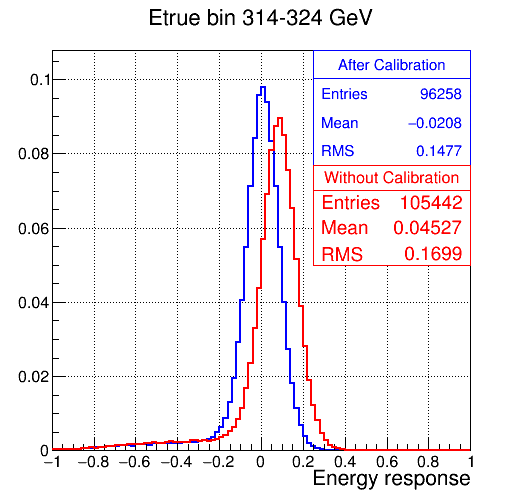 Etrue bin 314-324 GeV
After Calibration
Entries 96258
Mean −0.0208
RMS 0.1477
Without Calibration
Entries 105442
Mean 0.04527
RMS 0.1699
0.1
0.08
0.06
0.04
0.02
0
−1 −0.8 −0.6 −0.4 −0.2 0 0.2 0.4 0.6 0.8 1
Energy response